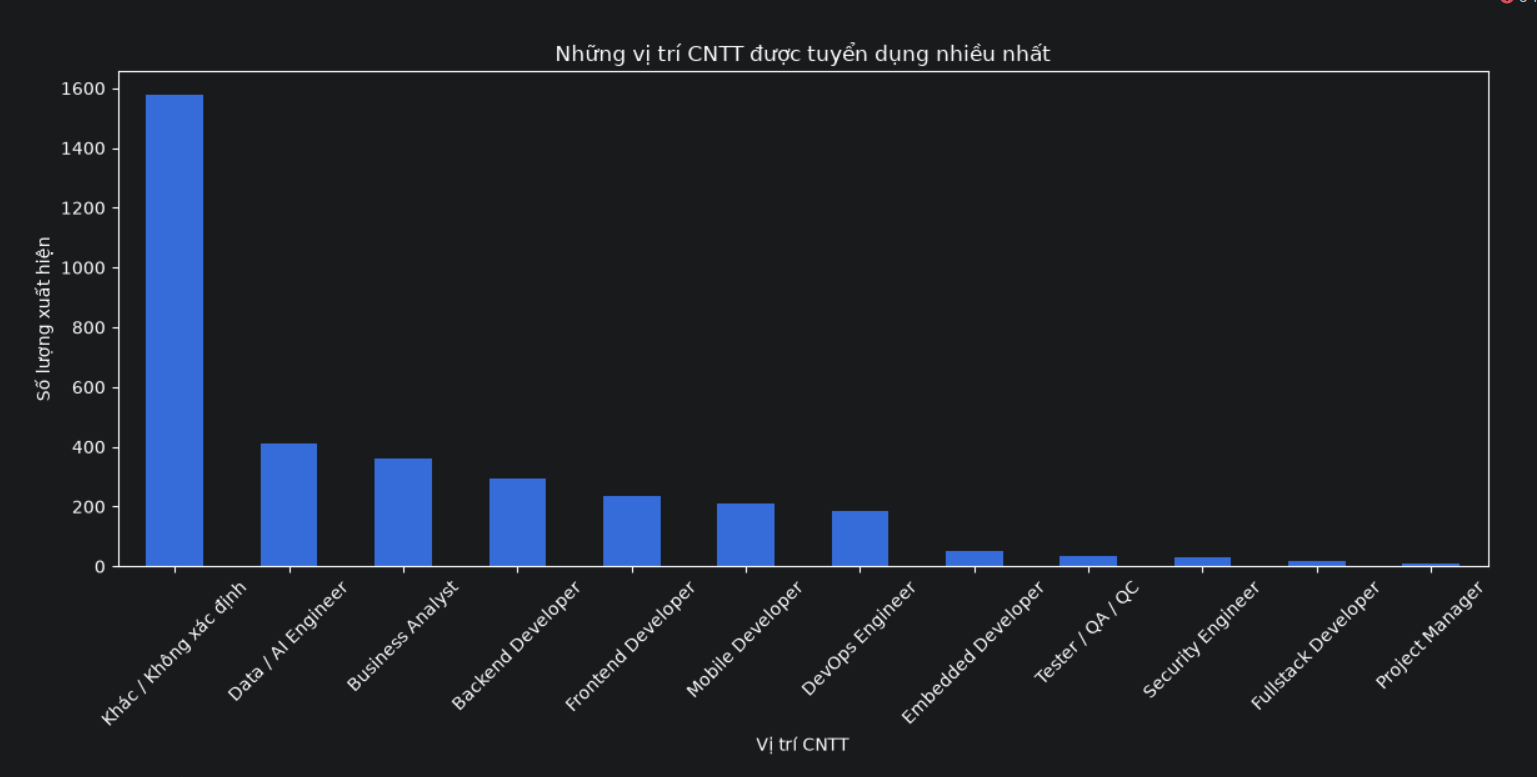 Những vị trí CNTT được tuyển dụng nhiều nhất
Số lượng xuất hiện
1600
1400
1200
1000
800
600
400
200
0
Khác / Không xác định
Data / AI Engineer
Business Analyst
Backend Developer
Frontend Developer
Mobile Developer
DevOps Engineer
Embedded Developer
Tester / QA / QC
Security Engineer
Fullstack Developer
Project Manager
Vị trí CNTT